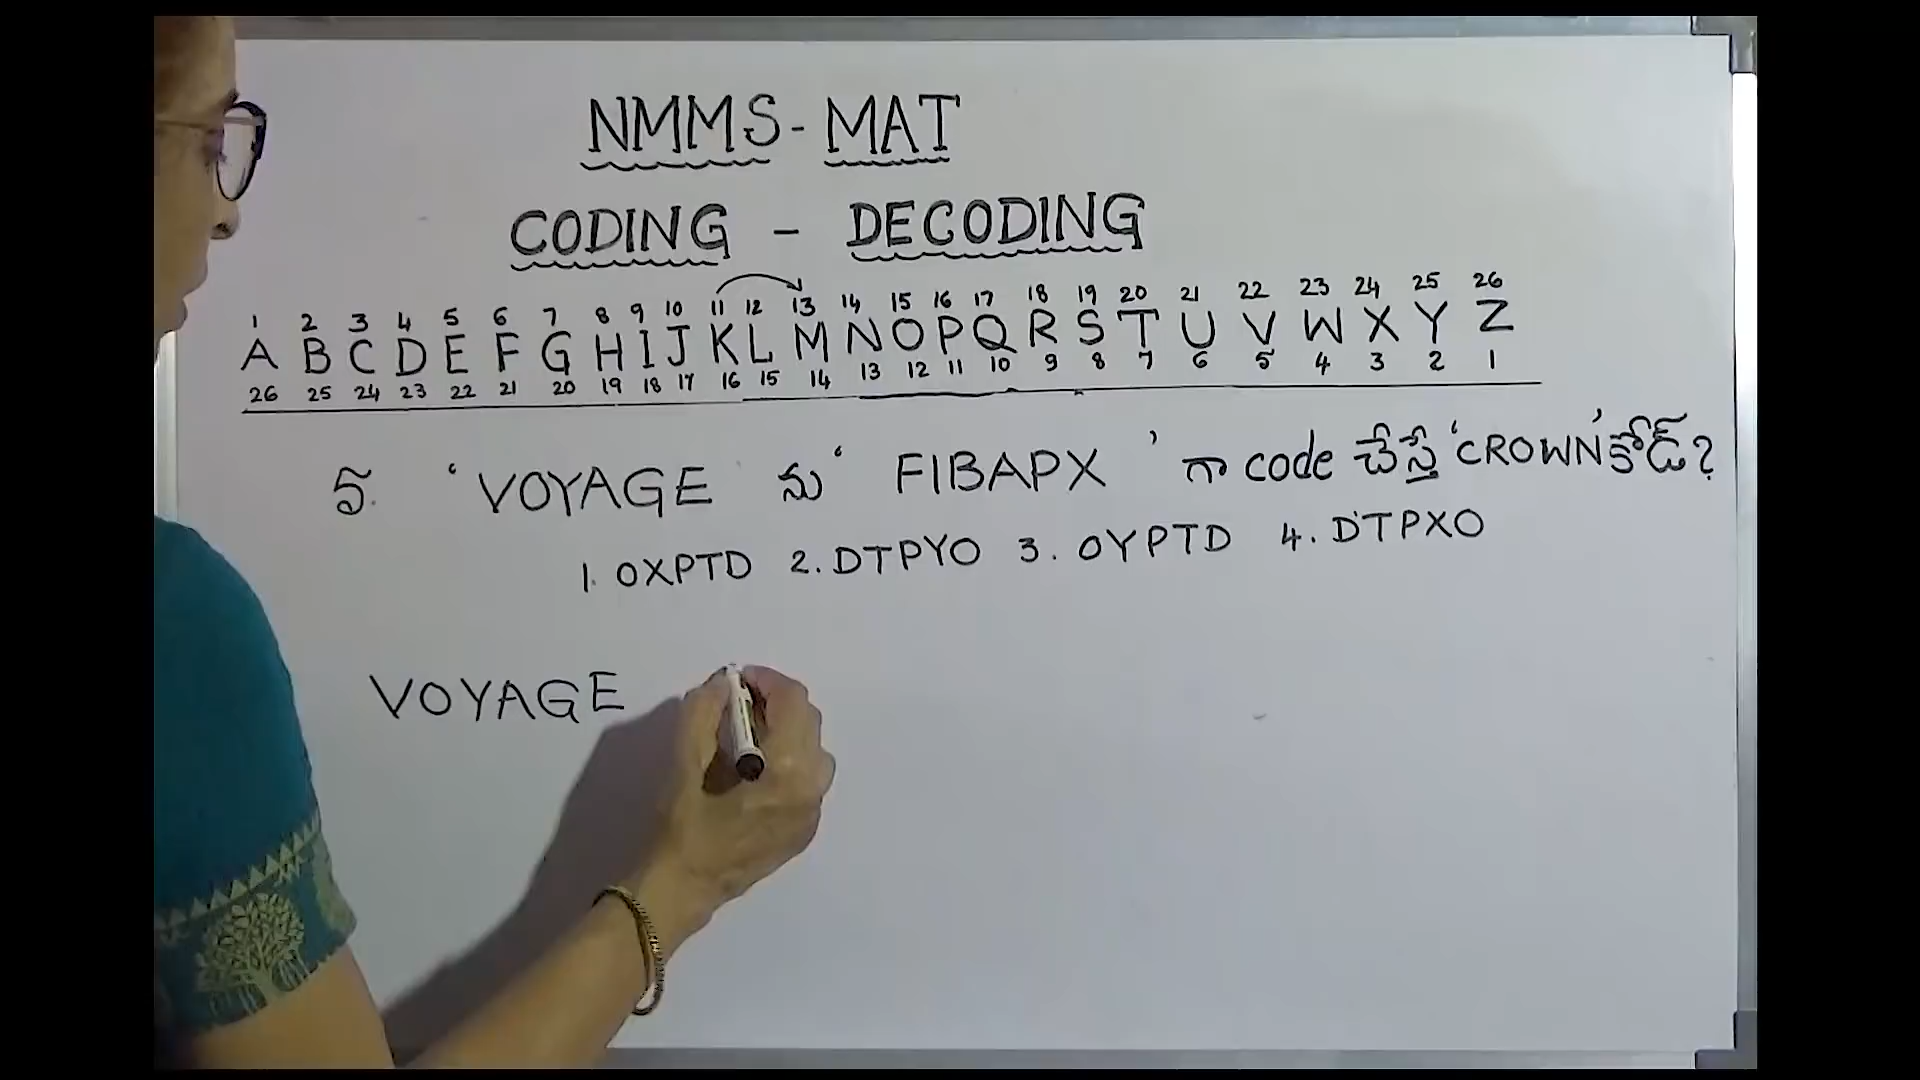 NMMS - MAT
CODING - DECODING
1 2 3 4 5 6 7 8 9 10 11 12 13 14 15 16 17 18 19 20 21 22 23 24 25 26
A B C D E F G H I J K L M N O P Q R S T U V W X Y Z
26 25 24 23 22 21 20 19 18 17 16 15 14 13 12 11 10 9 8 7 6 5 4 3 2 1
5. 'VOYAGE ను ' FIBAPX ' గా code చేస్తే 'CROWN' కోడ్?
1. OXPTD 2. DTPYO 3. OYPTD 4. DTPXO
VOYAGE